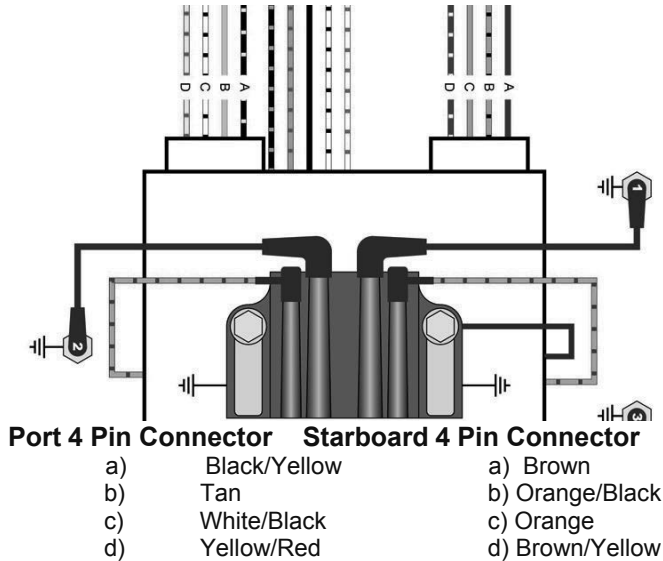 D C B A D C B A
1
2
3
Port 4 Pin Connector Starboard 4 Pin Connector
a) Black/Yellow a) Brown
b) Tan b) Orange/Black
c) White/Black c) Orange
d) Yellow/Red d) Brown/Yellow